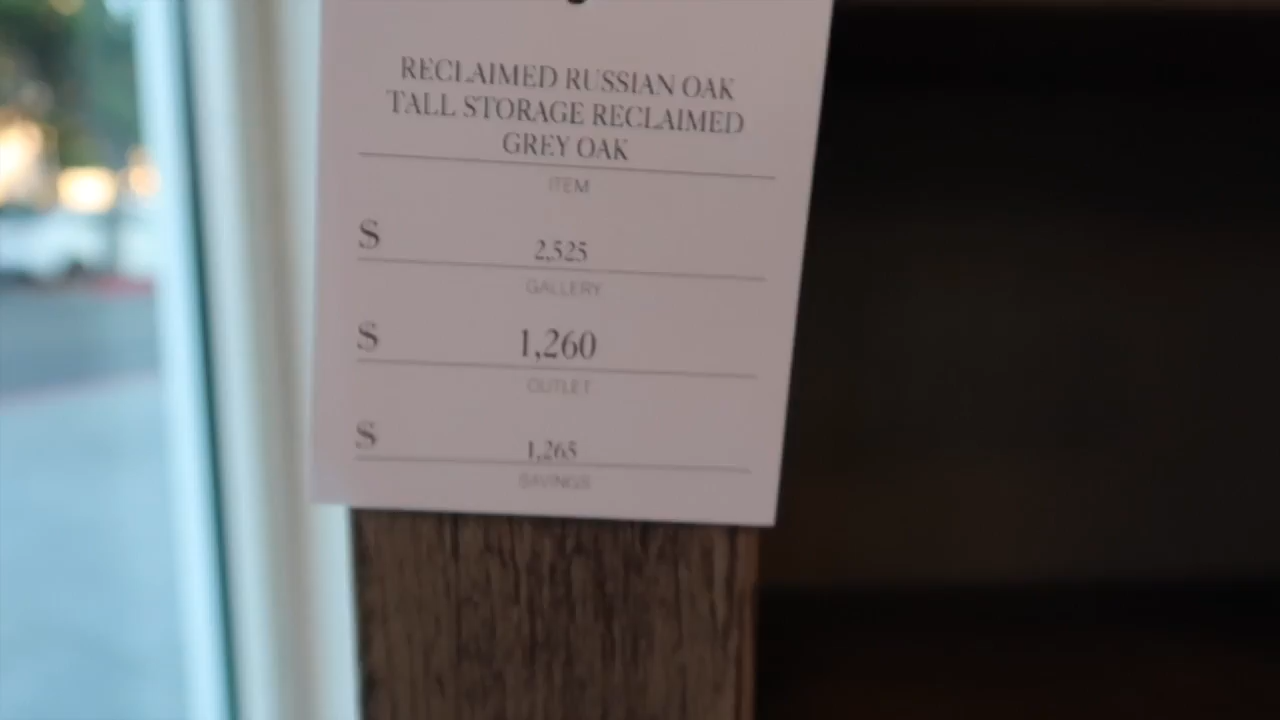 RECLAIMED RUSSIAN OAK
TALL STORAGE RECLAIMED
GREY OAK
ITEM
$ 2,525
GALLERY
$ 1,260
OUTLET
$ 1,265
SAVINGS